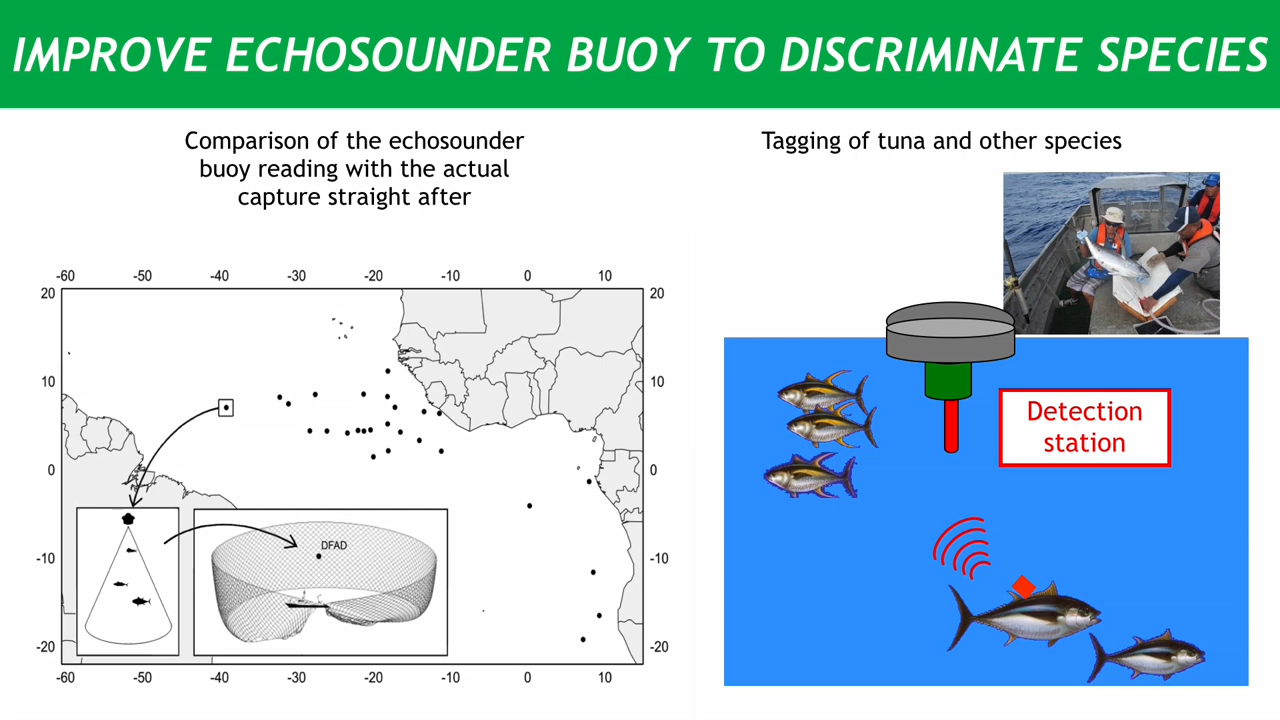 IMPROVE ECHOSOUNDER BUOY TO DISCRIMINATE SPECIES
Comparison of the echosounder
buoy reading with the actual
capture straight after
-60 -50 -40 -30 -20 -10 0 10
20 20
10 10
0 0
-10 -10
-20 -20
DFAD
-60 -50 -40 -30 -20 -10 0 10
Tagging of tuna and other species
Detection
station